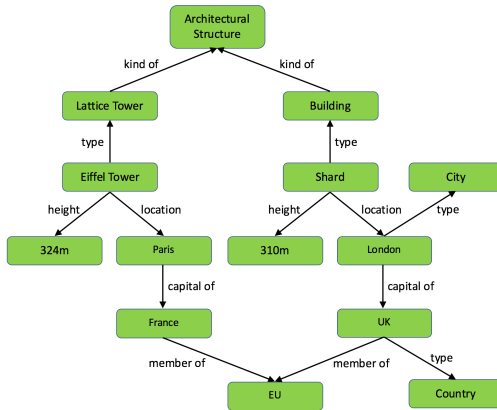 Architectural
Structure
kind of
kind of
Lattice Tower
Building
type
type
Eiffel Tower
Shard
City
height
location
height
location
type
324m
Paris
310m
London
capital of
capital of
France
UK
member of
member of
type
EU
Country